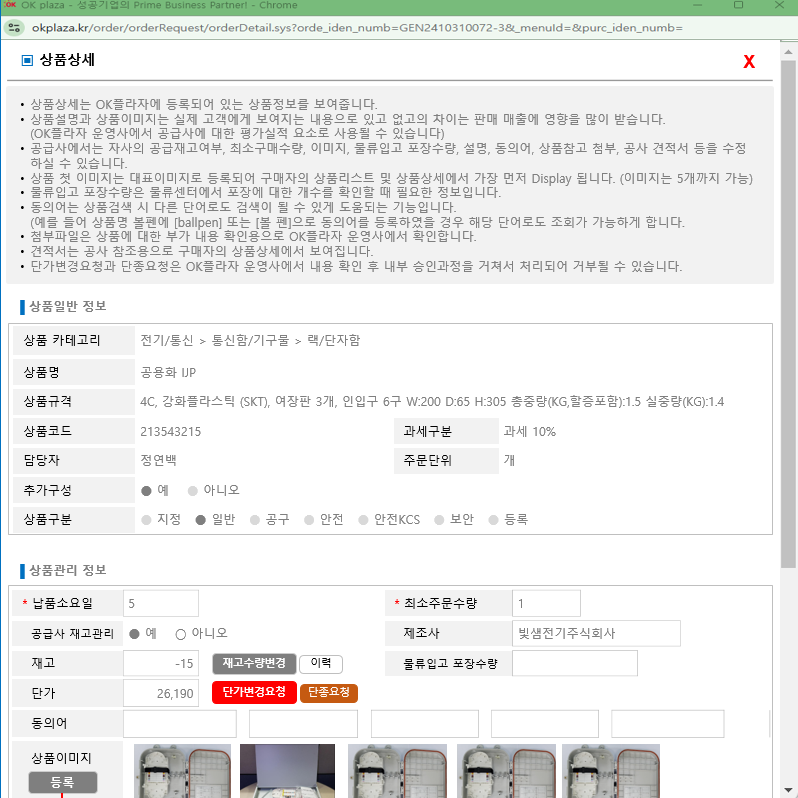 OK plaza - 성공기업의 Prime Business Partner! - Chrome
okplaza.kr/order/orderRequest/orderDetail.sys?orde_iden_numb=GEN2410310072-3&_menuId=&purc_iden_numb=
상품상세
X
• 상품상세는 OK플라자에 등록되어 있는 상품정보를 보여줍니다.
• 상품설명과 상품이미지는 실제 고객에게 보여지는 내용으로 있고 없고의 차이는 판매 매출에 영향을 많이 받습니다.
(OK플라자 운영사에서 공급사에 대한 평가실적 요소로 사용될 수 있습니다)
• 공급사에서는 자사의 공급재고여부, 최소구매수량, 이미지, 물류입고 포장수량, 설명, 동의어, 상품참고 첨부, 공사 견적서 등을 수정
하실 수 있습니다.
• 상품 첫 이미지는 대표이미지로 등록되어 구매자의 상품리스트 및 상품상세에서 가장 먼저 Display 됩니다. (이미지는 5개까지 가능)
• 물류입고 포장수량은 물류센터에서 포장에 대한 개수를 확인할 때 필요한 정보입니다.
• 동의어는 상품검색 시 다른 단어로도 검색이 될 수 있게 도움되는 기능입니다.
(예를 들어 상품명 볼펜에 [ballpen] 또는 [볼 펜]으로 동의어를 등록하였을 경우 해당 단어로도 조회가 가능하게 합니다.
• 첨부파일은 상품에 대한 부가 내용 확인용으로 OK플라자 운영사에서 확인합니다.
• 견적서는 공사 참조용으로 구매자의 상품상세에서 보여집니다.
• 단가변경요청과 단종요청은 OK플라자 운영사에서 내용 확인 후 내부 승인과정을 거쳐서 처리되어 거부될 수 있습니다.
상품일반 정보
상품 카테고리 전기/통신 > 통신함/기구물 > 랙/단자함
상품명 공용화 IJP
상품규격 4C, 강화플라스틱 (SKT), 여장판 3개, 인입구 6구 W:200 D:65 H:305 총중량(KG,할증포함):1.5 실중량(KG):1.4
상품코드 213543215 과세구분 과세 10%
담당자 정연백 주문단위 개
추가구성 예 아니오
상품구분 지정 일반 공구 안전 안전KCS 보안 등록
상품관리 정보
* 납품소요일 5 * 최소주문수량 1
공급사 재고관리 예 아니오 제조사 빛샘전기주식회사
재고 -15 재고수량변경 이력 물류입고 포장수량
단가 26,190 단가변경요청 단종요청
동의어
상품이미지
등록